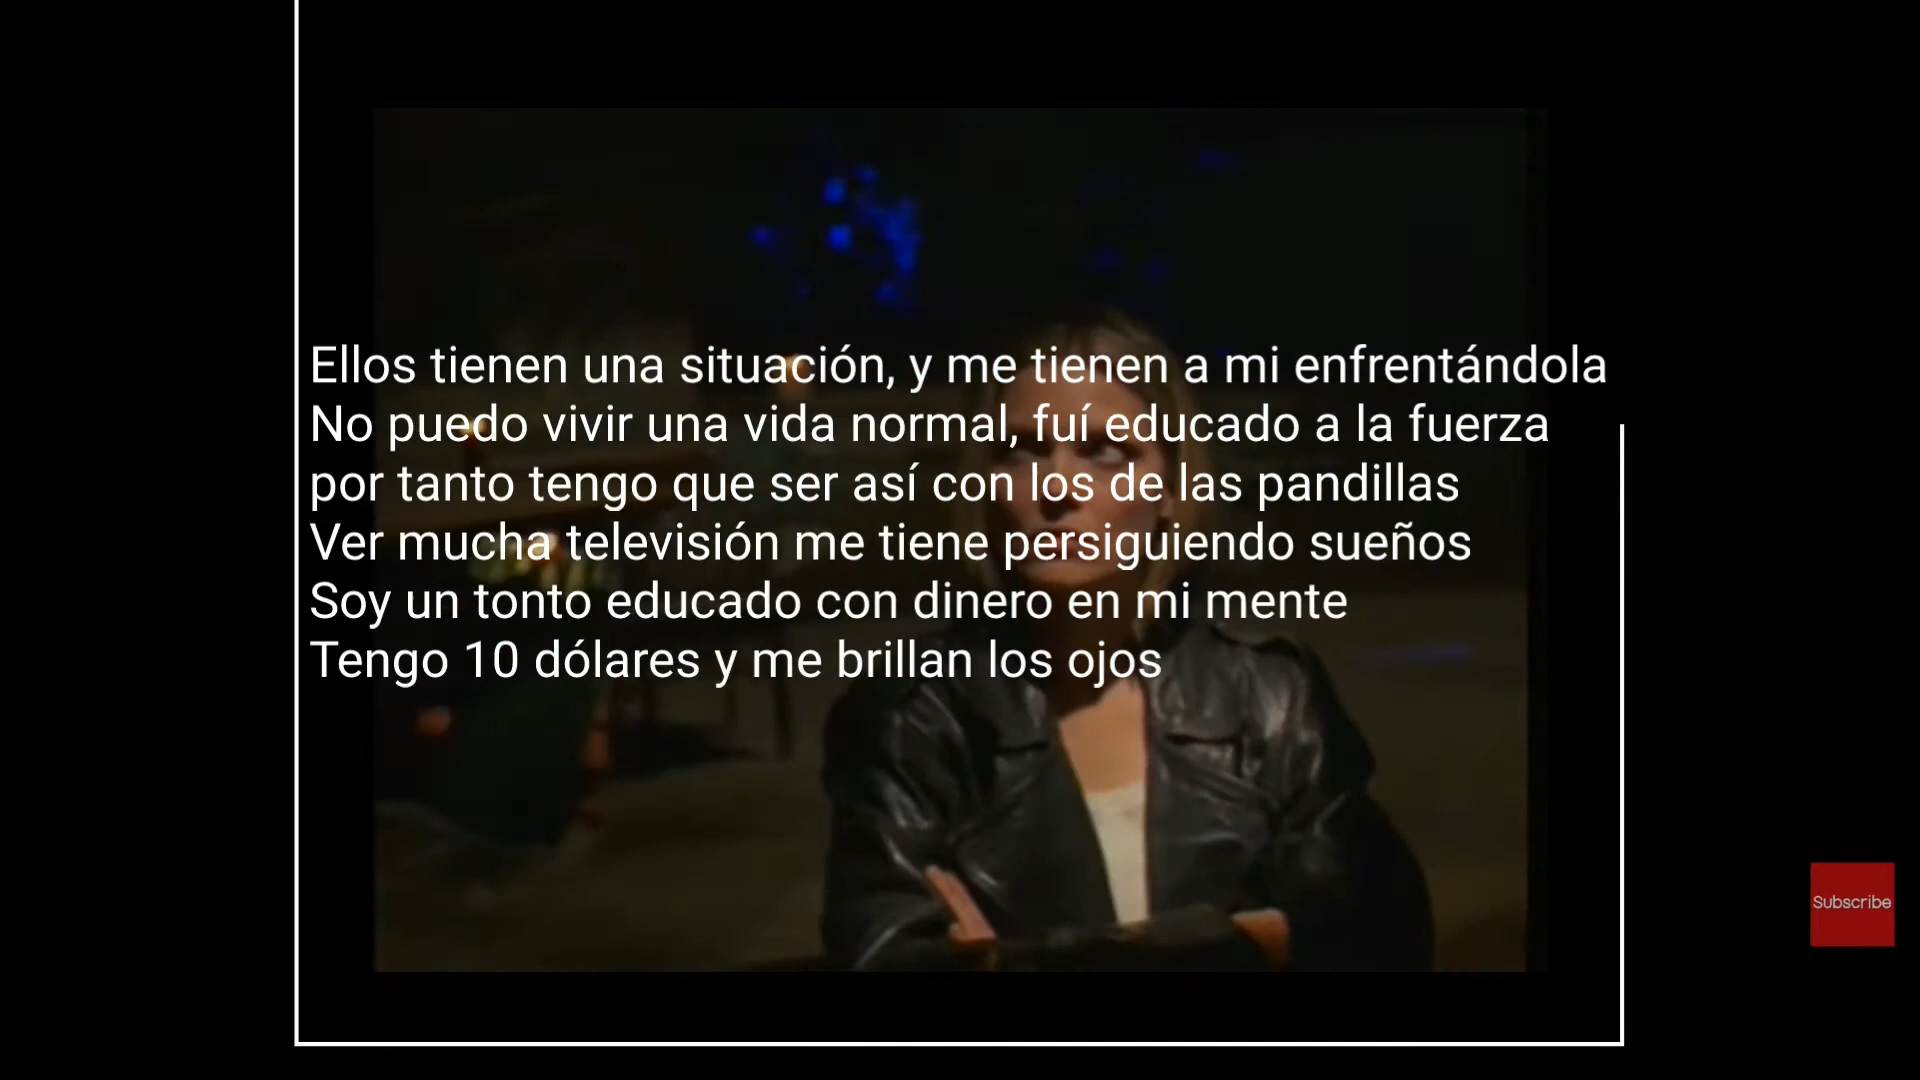 Ellos tienen una situación, y me tienen a mi enfrentándola
No puedo vivir una vida normal, fuí educado a la fuerza
por tanto tengo que ser así con los de las pandillas
Ver mucha televisión me tiene persiguiendo sueños
Soy un tonto educado con dinero en mi mente
Tengo 10 dólares y me brillan los ojos
Subscribe